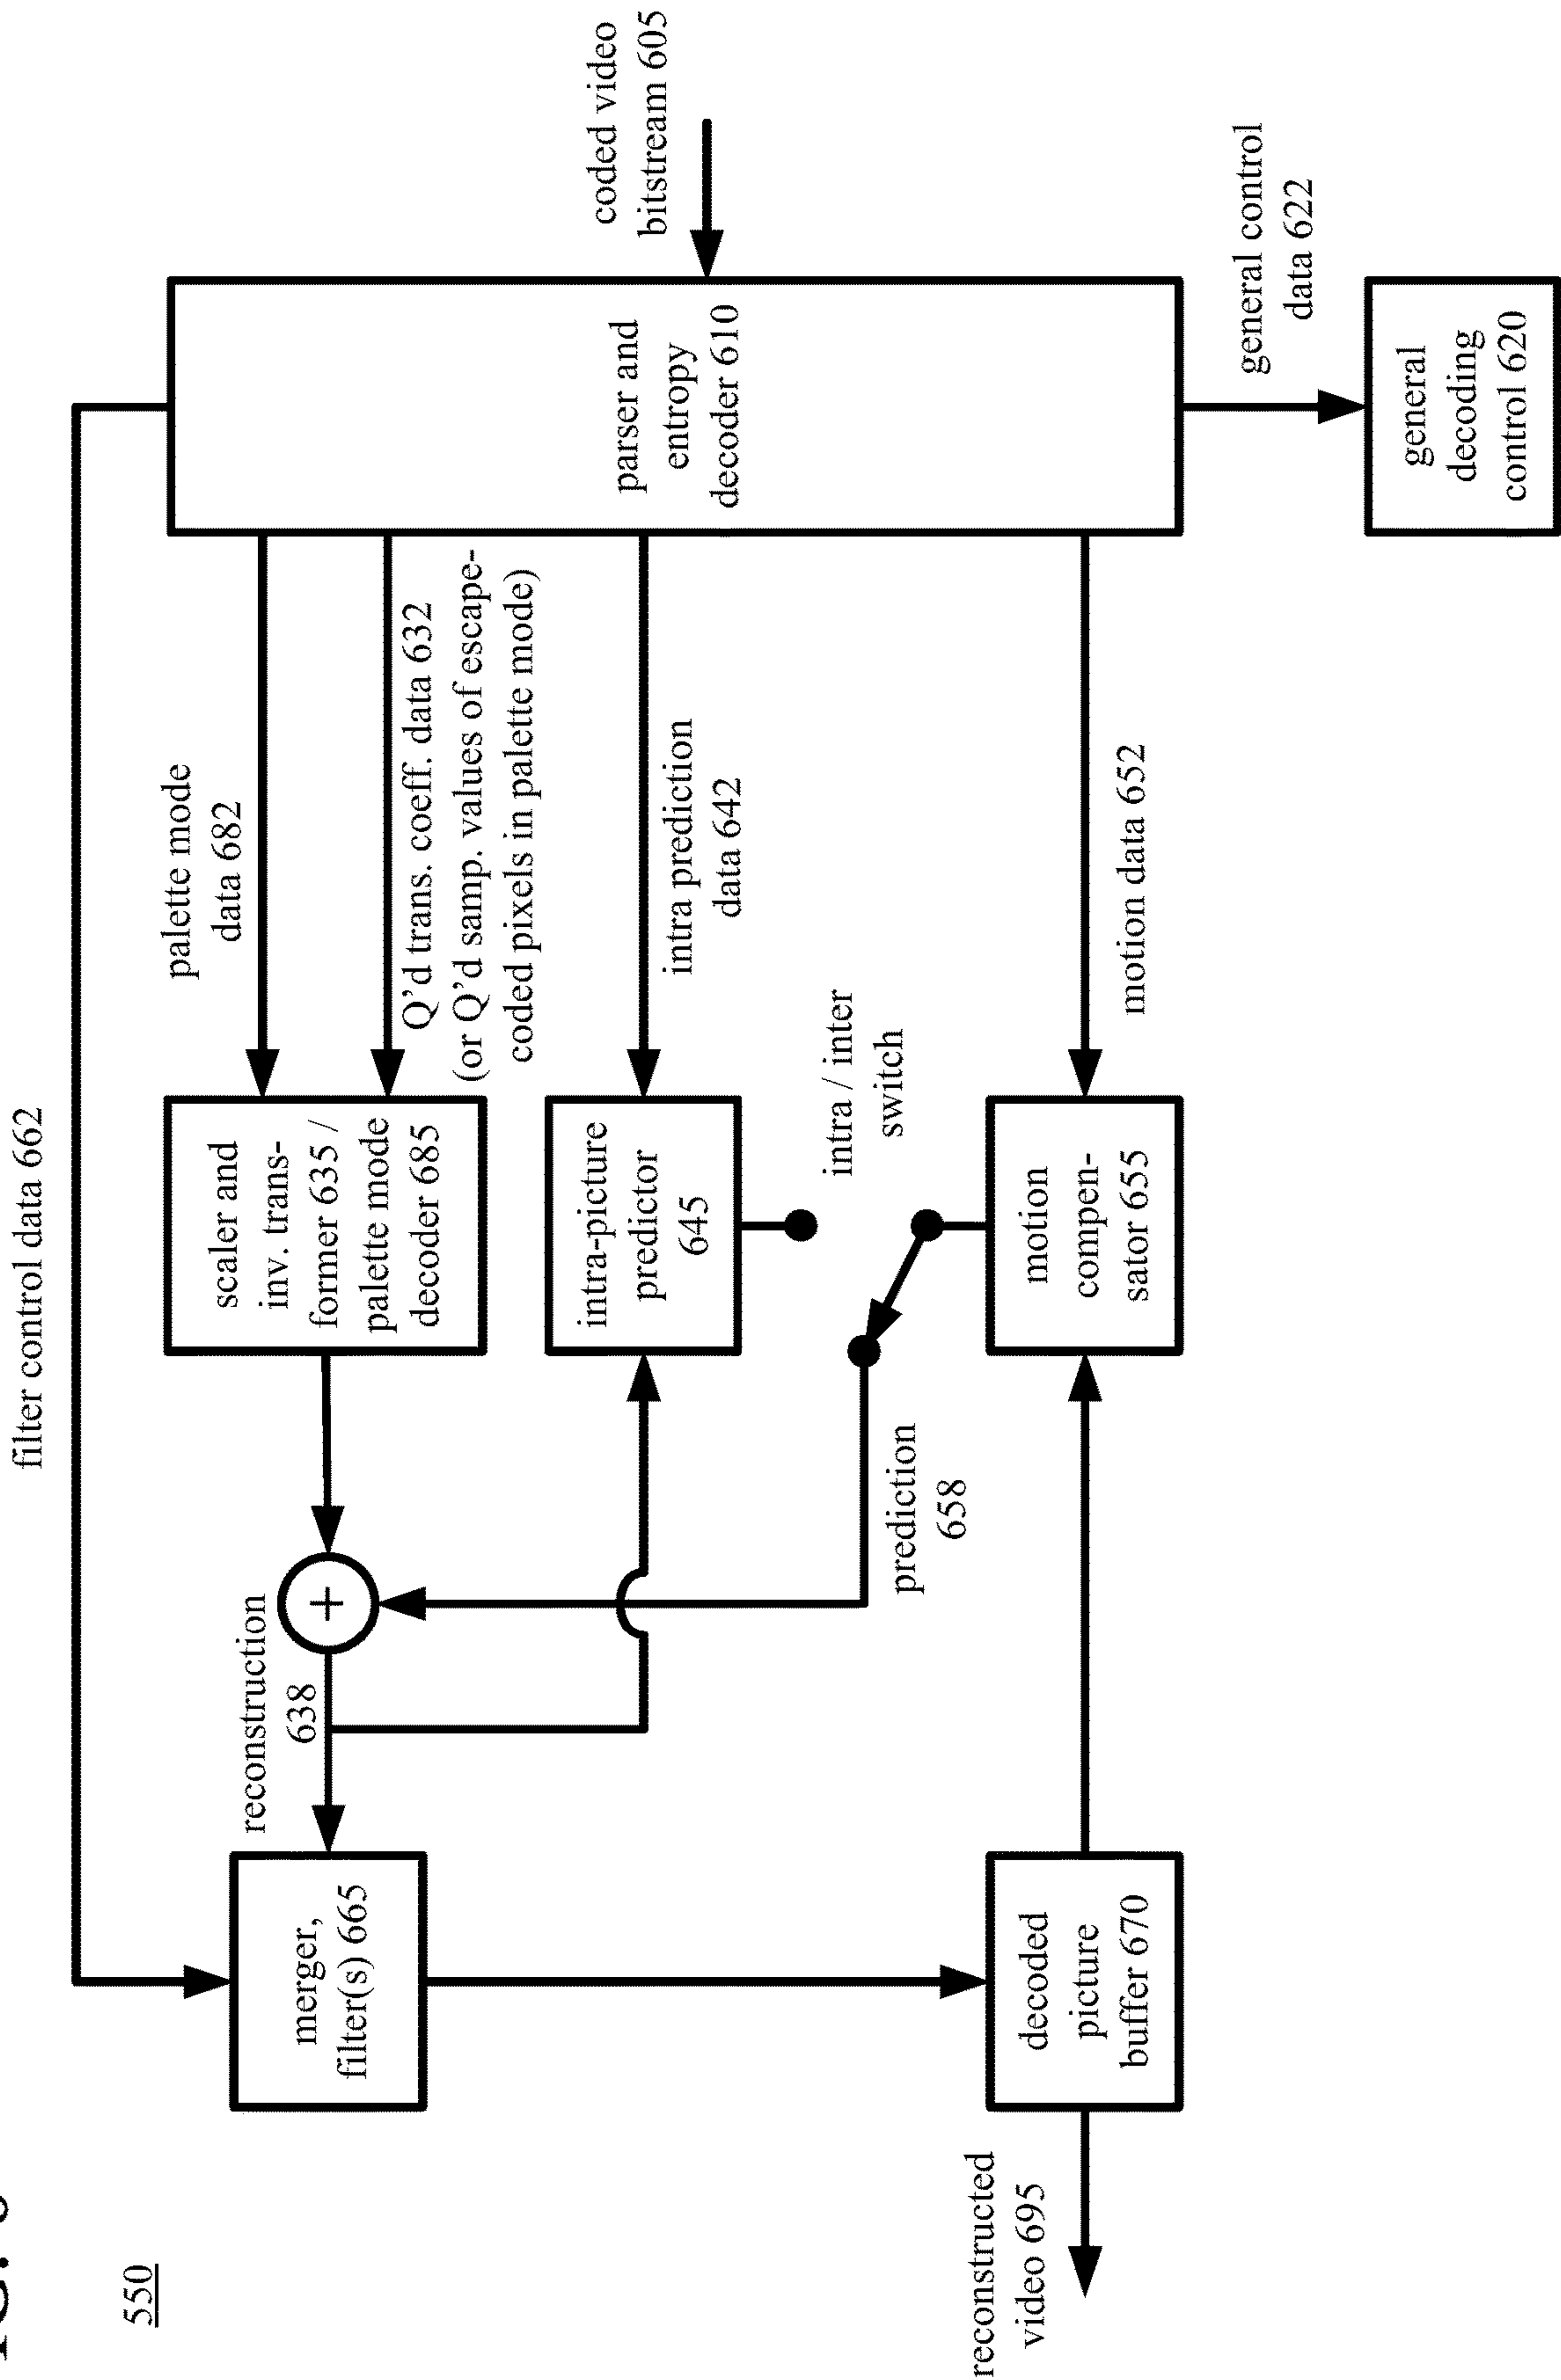 550
filter control data 662
coded video
bitstream 605
parser and
entropy
decoder 610
general control
data 622
general
decoding
control 620
palette mode
data 682
Q’d trans. coeff. data 632
(or Q’d samp. values of escape-
coded pixels in palette mode)
intra prediction
data 642
motion data 652
scaler and
inv. trans-
former 635 /
palette mode
decoder 685
intra-picture
predictor
645
intra / inter
switch
motion
compen-
sator 655
prediction
658
+
reconstruction
638
merger,
filter(s) 665
decoded
picture
buffer 670
reconstructed
video 695